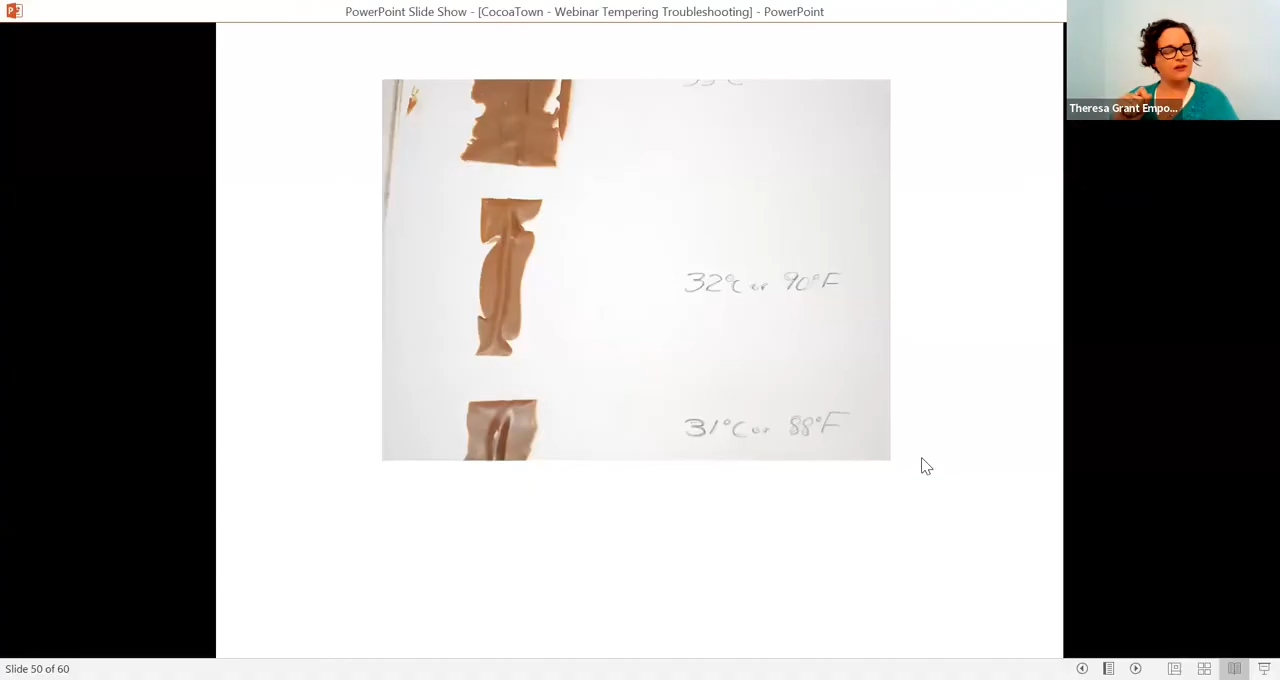 PowerPoint Slide Show - [CocoaTown - Webinar Tempering Troubleshooting] - PowerPoint
Theresa Grant Empo...
32°C or 90°F
31°C or 88°F
Slide 50 of 60